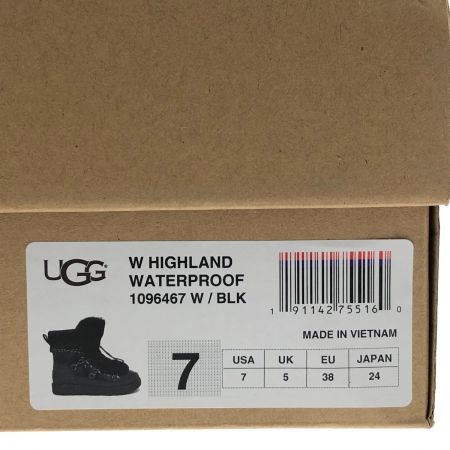 UGG®
W HIGHLAND
WATERPROOF
1096467 W / BLK
1 91142 75516 0
MADE IN VIETNAM
7
USA UK EU JAPAN
7 5 38 24